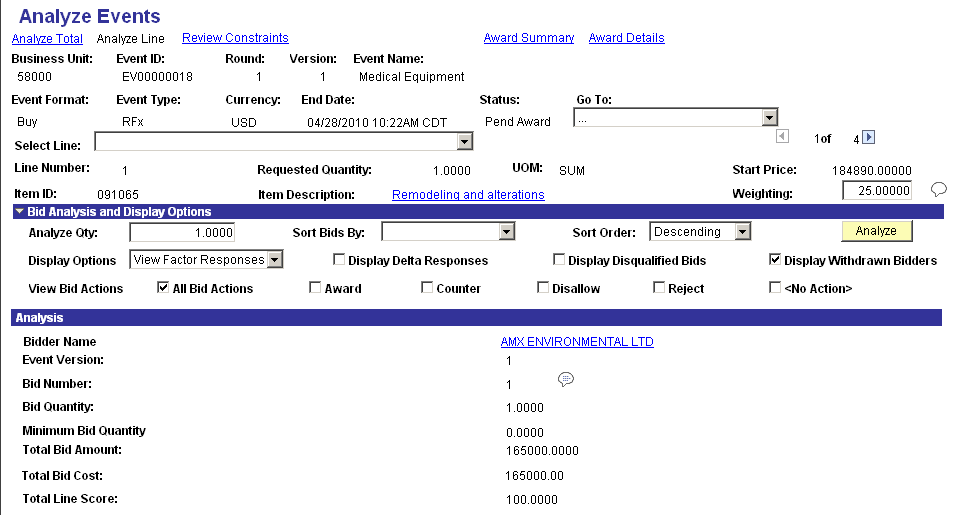 Analyze Events
Analyze Total Analyze Line Review Constraints Award Summary Award Details
Business Unit: Event ID: Round: Version: Event Name:
58000 EV00000018 1 1 Medical Equipment
Event Format: Event Type: Currency: End Date: Status: Go To:
Buy RFx USD 04/28/2010 10:22AM CDT Pend Award ...
Select Line: 1 of 4
Line Number: 1 Requested Quantity: 1.0000 UOM: SUM Start Price: 184890.00000
Item ID: 091065 Item Description: Remodeling and alterations Weighting: 25.00000
Bid Analysis and Display Options
Analyze Qty: 1.0000 Sort Bids By: Sort Order: Descending Analyze
Display Options View Factor Responses Display Delta Responses Display Disqualified Bids Display Withdrawn Bidders
View Bid Actions All Bid Actions Award Counter Disallow Reject <No Action>
Analysis
Bidder Name AMX ENVIRONMENTAL LTD
Event Version: 1
Bid Number: 1
Bid Quantity: 1.0000
Minimum Bid Quantity 0.0000
Total Bid Amount: 165000.0000
Total Bid Cost: 165000.00
Total Line Score: 100.0000